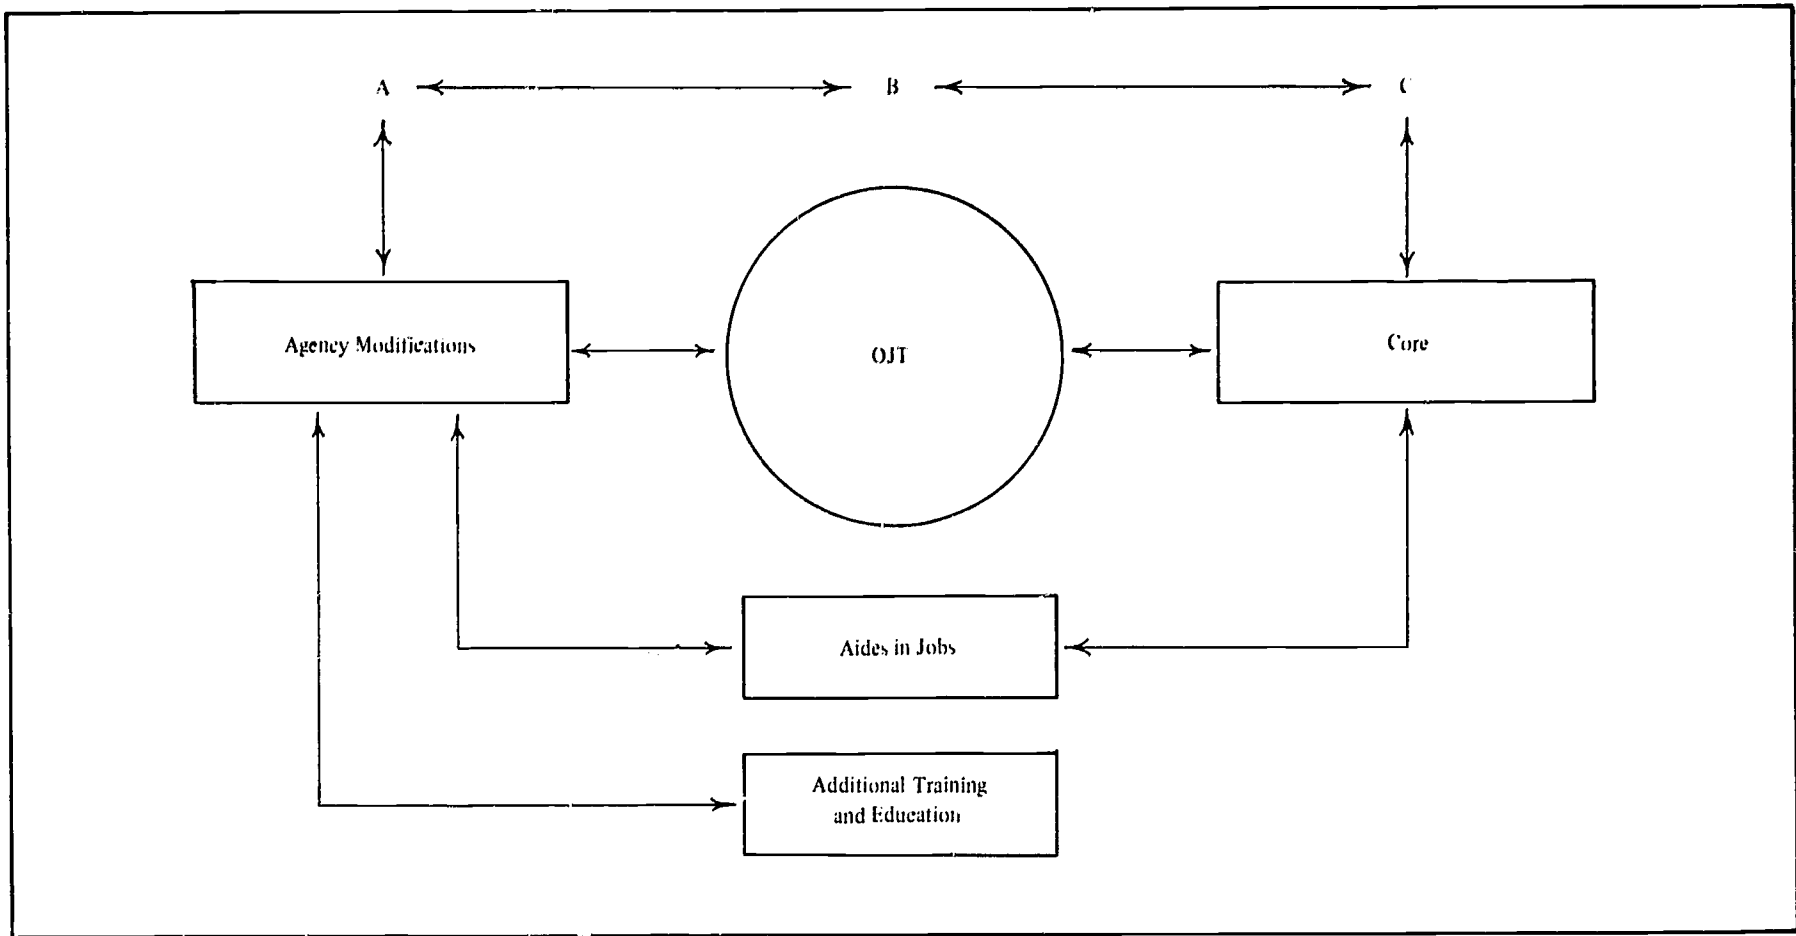 A
B
C
Agency Modifications
OJT
Core
Aides in Jobs
Additional Training
and Education